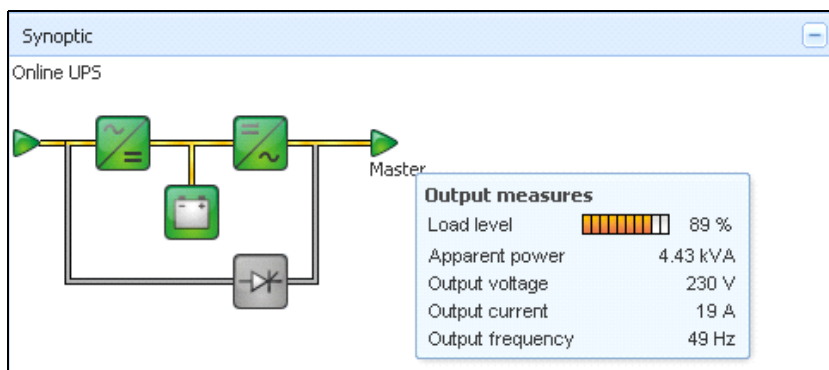 Synoptic
Online UPS
Master
Output measures
Load level 89 %
Apparent power 4.43 kVA
Output voltage 230 V
Output current 19 A
Output frequency 49 Hz